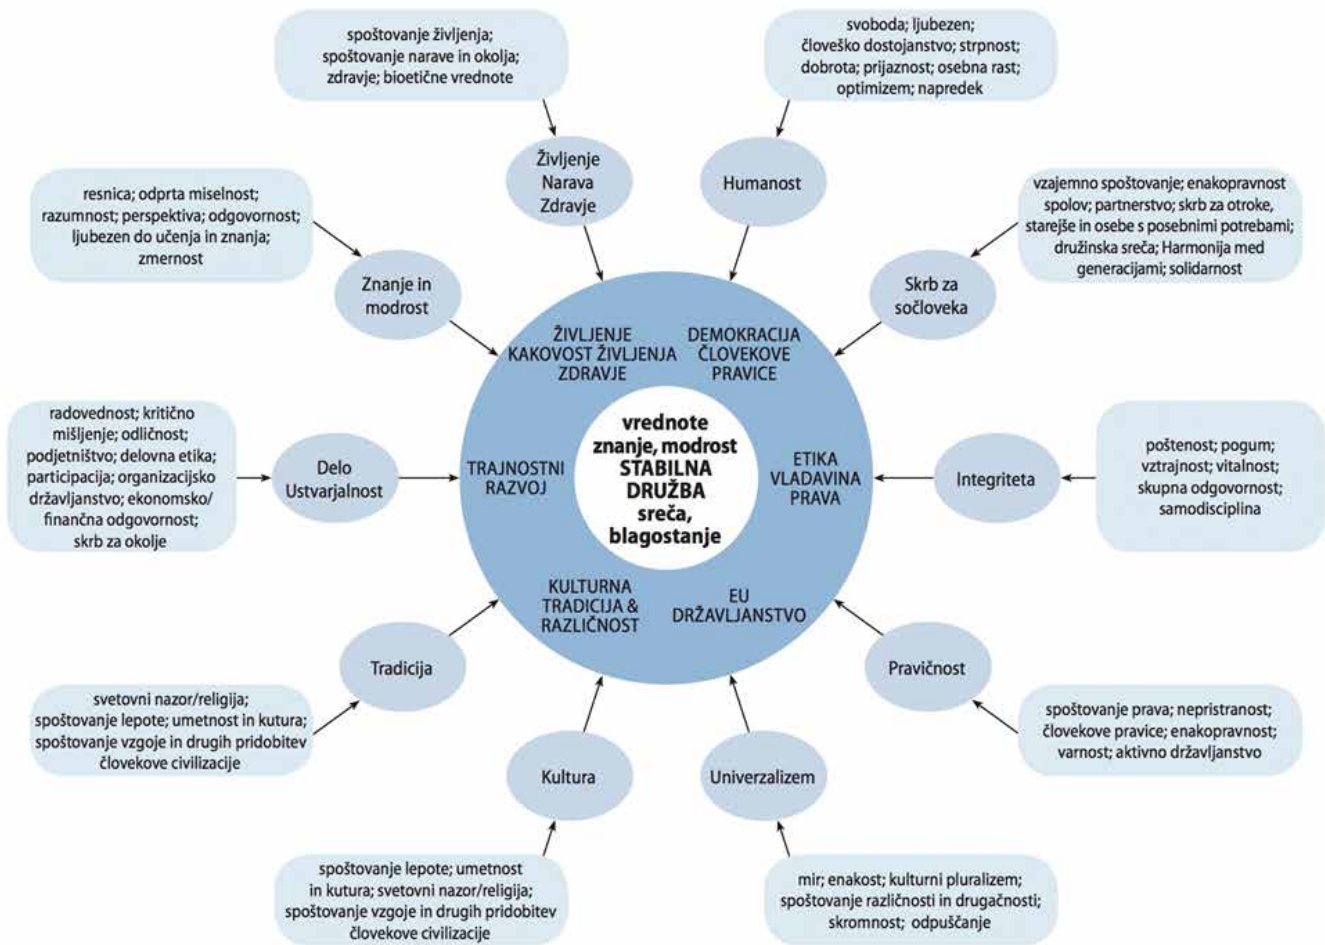 spoštovanje življenja;
spoštovanje narave in okolja;
zdravje; bioetične vrednote
svoboda; ljubezen;
človeško dostojanstvo; strpnost;
dobrota; prijaznost; osebna rast;
optimizem; napredek
Življenje
Narava
Zdravje
Humanost
resnica; odprta miselnost;
razumnost; perspektiva; odgovornost;
ljubezen do učenja in znanja;
zmernost
vzajemno spoštovanje; enakopravnost
spolov; partnerstvo; skrb za otroke,
starejše in osebe s posebnimi potrebami;
družinska sreča; Harmonija med
generacijami; solidarnost
Znanje in
modrost
Skrb za
sočloveka
ŽIVLJENJE
KAKOVOST ŽIVLJENJA
ZDRAVJE
DEMOKRACIJA
ČLOVEKOVE
PRAVICE
radovednost; kritično
mišljenje; odličnost;
podjetništvo; delovna etika;
participacija; organizacijsko
državljanstvo; ekonomsko/
finančna odgovornost;
skrb za okolje
Delo
Ustvarjalnost
TRAJNOSTNI
RAZVOJ
vrednote
znanje, modrost
STABILNA
DRUŽBA
sreča,
blagostanje
ETIKA
VLADAVINA
PRAVA
Integriteta
poštenost; pogum;
vztrajnost; vitalnost;
skupna odgovornost;
samodisciplina
KULTURNA
TRADICIJA &
RAZLIČNOST
EU
DRŽAVLJANSTVO
Tradicija
Pravičnost
svetovni nazor/religija;
spoštovanje lepote; umetnost in kutura;
spoštovanje vzgoje in drugih pridobitev
človekove civilizacije
spoštovanje prava; nepristranost;
človekove pravice; enakopravnost;
varnost; aktivno državljanstvo
Kultura
Univerzalizem
spoštovanje lepote; umetnost
in kutura; svetovni nazor/religija;
spoštovanje vzgoje in drugih pridobitev
človekove civilizacije
mir; enakost; kulturni pluralizem;
spoštovanje različnosti in drugačnosti;
skromnost; odpuščanje